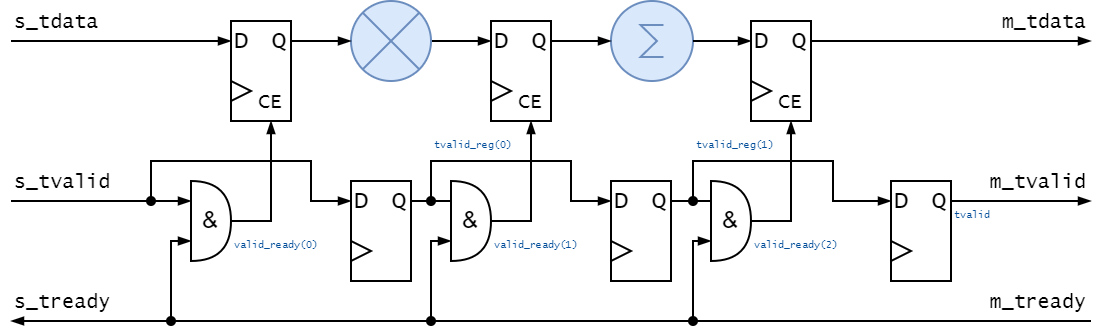 s_tdata
m_tdata
D Q
D Q
D Q
Σ
CE
CE
CE
tvalid_reg(0)
tvalid_reg(1)
s_tvalid
m_tvalid
D Q
D Q
D Q
&
&
&
tvalid
valid_ready(0)
valid_ready(1)
valid_ready(2)
s_tready
m_tready